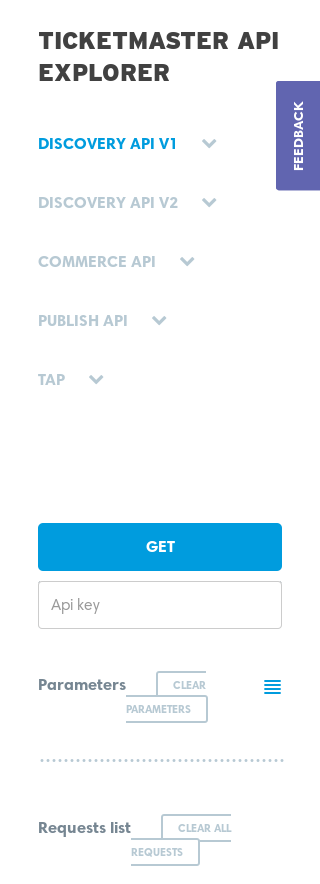 TICKETMASTER API
EXPLORER
FEEDBACK
DISCOVERY API V1
DISCOVERY API V2
COMMERCE API
PUBLISH API
TAP
GET
Api key
Parameters
CLEAR
PARAMETERS
Requests list
CLEAR ALL
REQUESTS